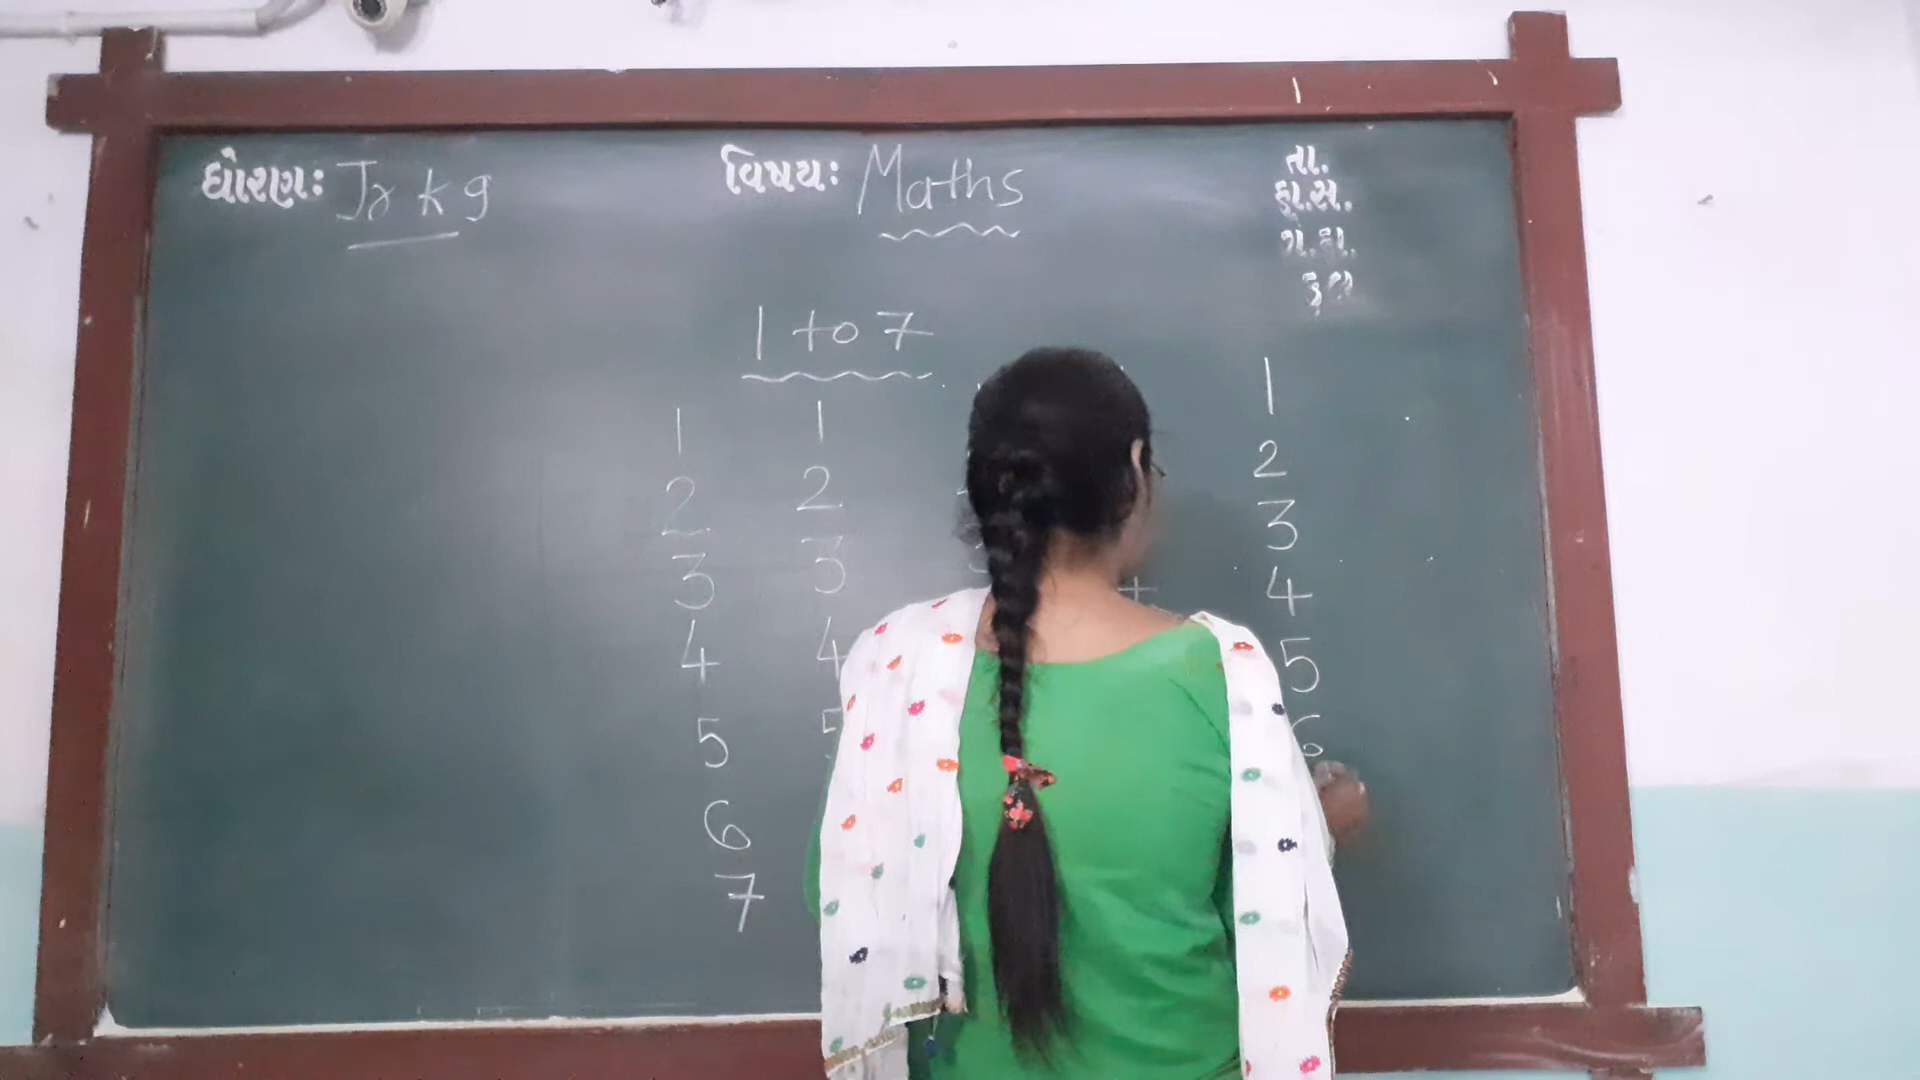 ધોરણ: Jr kg
વિષય: Maths
તા.
કુ.સ.
ગે.હા.
કુલ
1 to 7
1 1 1
2 2 2
3 3 3
4 4 4
5 5 5
6 6
7